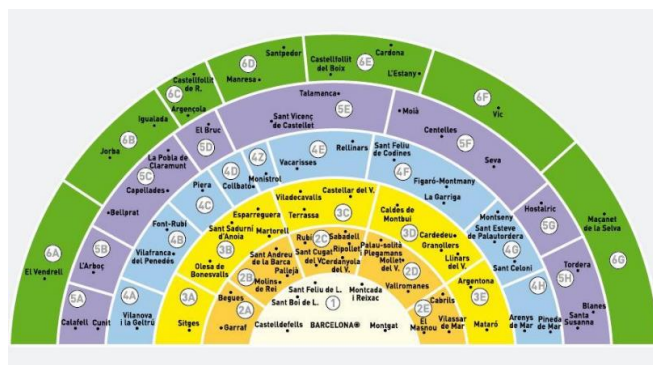 6D
Santpedor
Manresa
Castellfollit
del Boix
6E
Cardona
L'Estany
6C
Castellfollit
de R.
Argençola
6F
Vic
6B
Igualada
Jorba
5E
Talamanca
Sant Vicenç
de Castellet
Moià
Centelles
5F
Seva
El Bruc
5D
La Pobla de
Claramunt
5C
Capellades
Bellprat
4Z
Monistrol
4E
Vacarisses
Rellinars
Sant Feliu
de Codines
4F
Figaró-Montmany
La Garriga
4D
Collbató
Piera
4C
Font-Rubí
4B
Vilafranca
del Penedès
Viladecavalls
Castellar del V.
Terrassa
3C
Esparreguera
Martorell
Sant Sadurní
d'Anoia
3B
Olesa de
Bonesvalls
Caldes de
Montbui
3D
Cardedeu
Granollers
Llinars
del V.
Montseny
Sant Esteve
de Palautordera
4G
Sant Celoni
Hostalric
5G
Maçanet
de la Selva
6G
6A
El Vendrell
5B
L'Arboç
5A
Calafell
Cunit
4A
Vilanova
i la Geltrú
3A
Sitges
Rubí
2C
Sabadell
Sant Cugat
del V.
Ripollet
Cerdanyola
del V.
Palau-solità
i Plegamans
Mollet
del V.
2D
Vallromanes
Sant Andreu
de la Barca
Pallejà
2B
Molins
de Rei
Begues
2A
Garraf
Sant Feliu de L.
Sant Boi de L.
1
Montcada
i Reixac
Castelldefels
BARCELONA
Montgat
Cabrils
2E
El
Masnou
Vilassar
de Mar
Argentona
3E
Mataró
4H
Arenys
de Mar
Pineda
de Mar
Tordera
5H
Blanes
Santa
Susanna